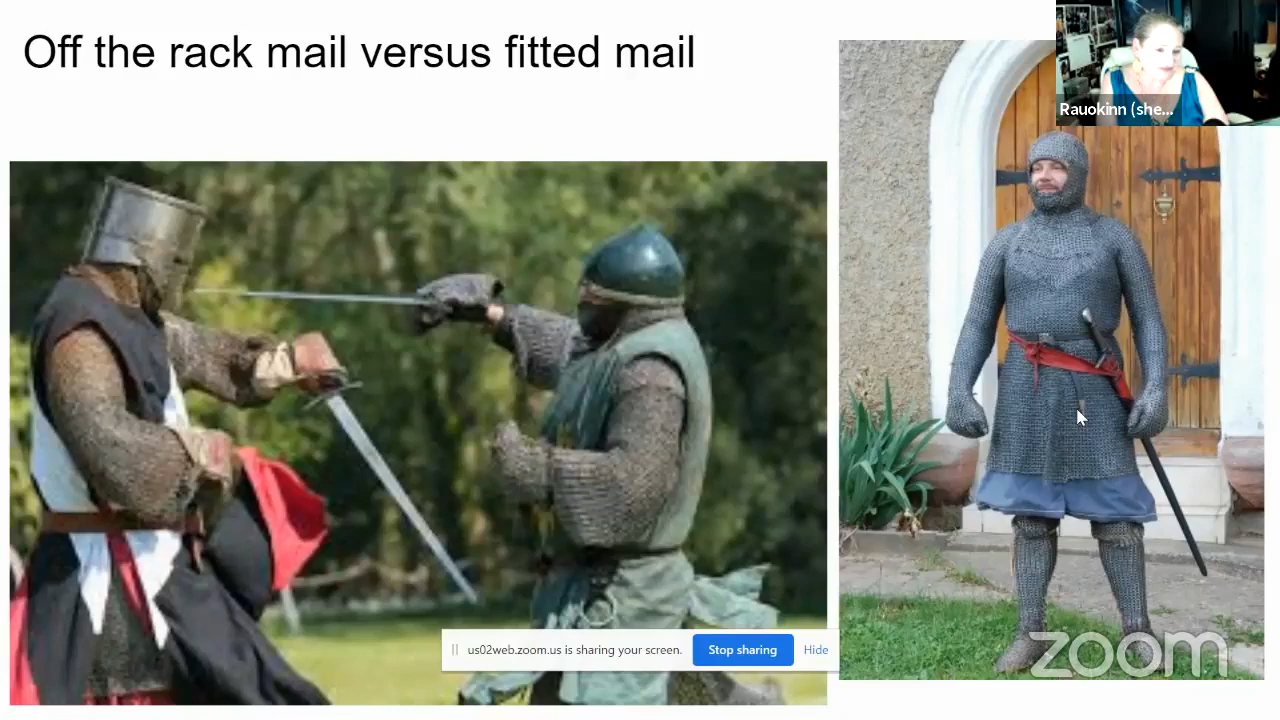 Off the rack mail versus fitted mail
Rauokinn (she...
us02web.zoom.us is sharing your screen.
Stop sharing
Hide
zoom